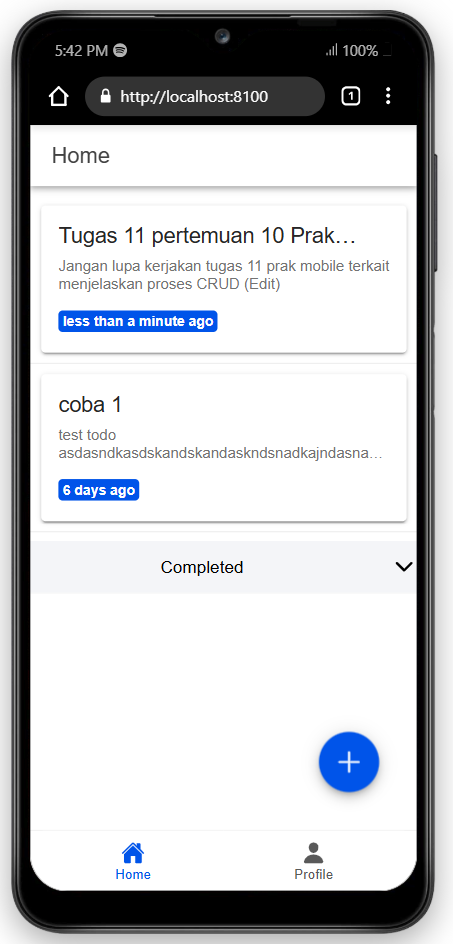 5:42 PM 100%
http://localhost:8100 1
Home
Tugas 11 pertemuan 10 Prak…
Jangan lupa kerjakan tugas 11 prak mobile terkait
menjelaskan proses CRUD (Edit)
less than a minute ago
coba 1
test todo
asdasndkasdskandskandaskndsnadkajndasna…
6 days ago
Completed
Home Profile